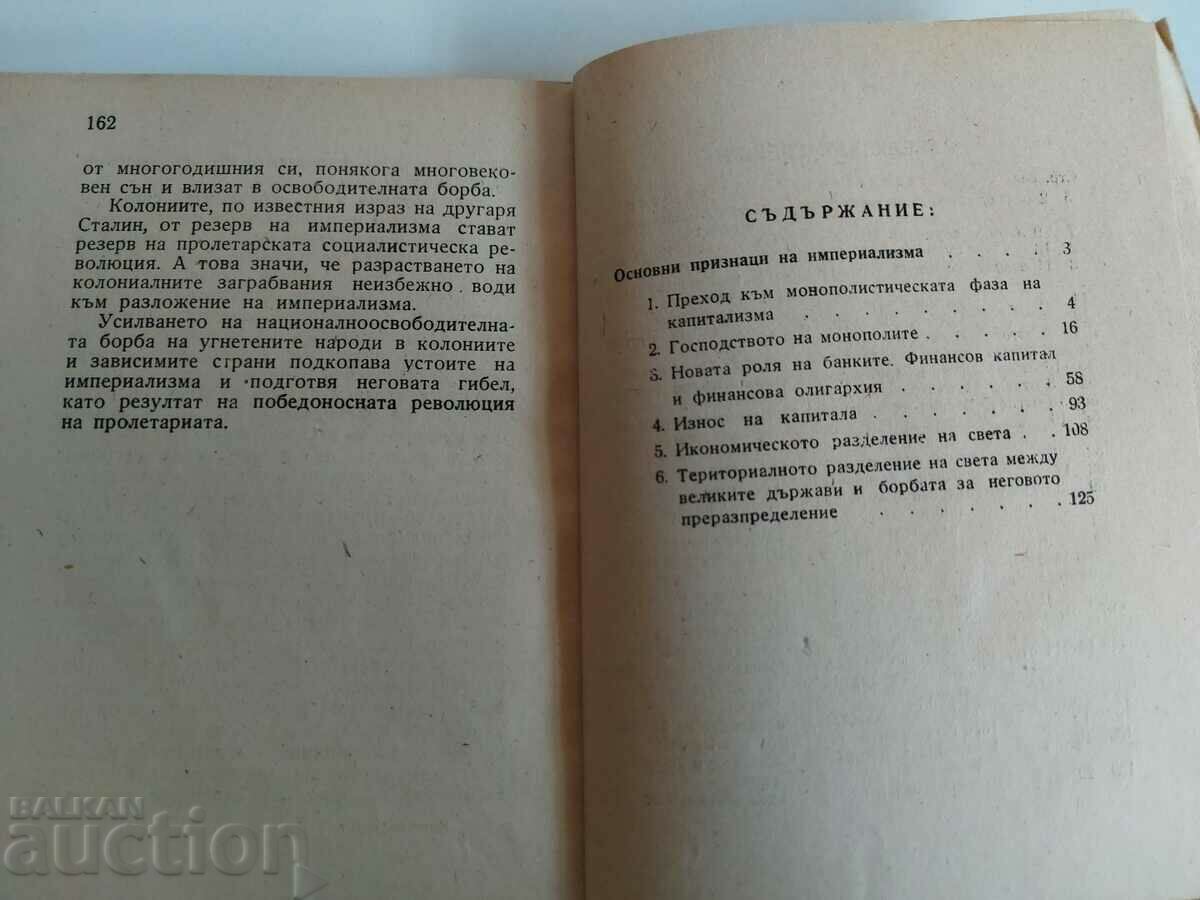 162
от многогодишния си, понякога многовеко-
вен сън и влизат в освободителната борба.
Колониите, по известния израз на другаря
Сталин, от резерв на империализма стават
резерв на пролетарската социалистическа ре-
волюция. А това значи, че разрастването на
колониалните заграбвания неизбежно води
към разложение на империализма.
Усилването на националноосвободителна-
та борба на угнетените народи в колониите
и зависимите страни подкопава устоите на
империализма и подготвя неговата гибел,
като резултат на победоносната революция
на пролетариата.
СЪДЪРЖАНИЕ:
Основни признаци на империализма . . . . 3
1. Преход към монополистическата фаза на
капитализма . . . . . . . . . 4
2. Господството на монополите . . . . . 16
3. Новата роля на банките. Финансов капитал
и финансова олигархия . . . . . . 58
4. Износ на капитала . . . . . . . 93
5. Икономическото разделение на света . . 108
6. Териториалното разделение на света между
великите държави и борбата за неговото
преразпределение . . . . . . . 125
BALKAN
auction